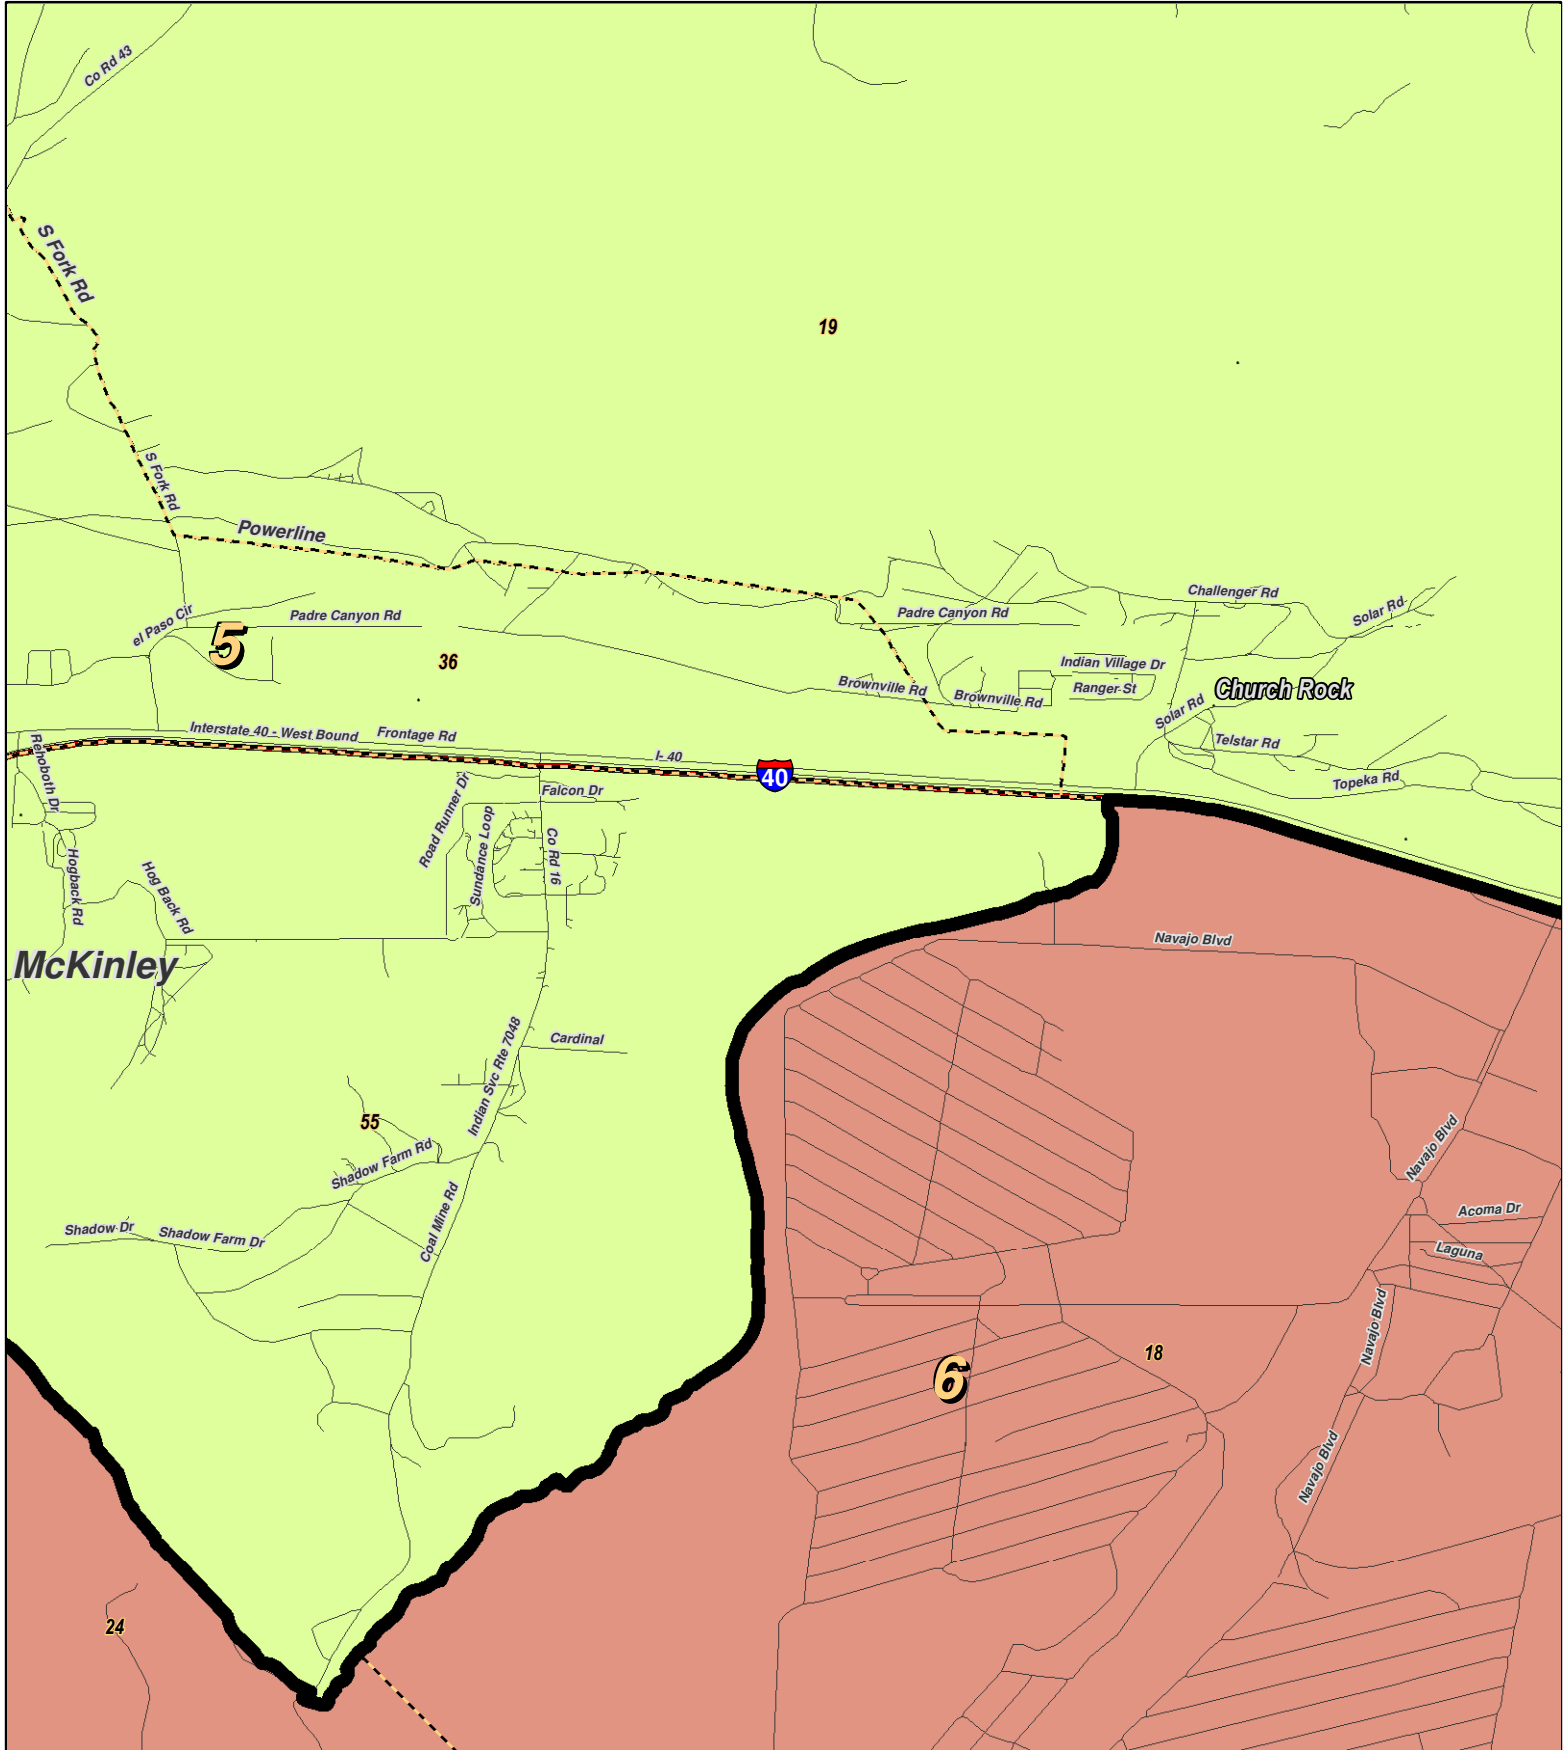 Co Rd 43
S Fork Rd
19
S Fork Rd
Powerline
Challenger Rd
Solar Rd
el Paso Cir
Padre Canyon Rd
Padre Canyon Rd
5
36
Indian Village Dr
Ranger St
Church Rock
Brownville Rd
Brownville Rd
Solar Rd
Telstar Rd
Topeka Rd
Interstate 40 - West Bound
Frontage Rd
I- 40
40
Rehoboth Dr
Road Runner Dr
Falcon Dr
Sundance Loop
Co Rd 16
Hogback Rd
Hog Back Rd
McKinley
Navajo Blvd
Cardinal
Indian Svc Rte 7048
55
Shadow Farm Rd
Navajo Blvd
Shadow Dr
Shadow Farm Dr
Coal Mine Rd
Acoma Dr
Laguna
Navajo Blvd
18
6
Navajo Blvd
24